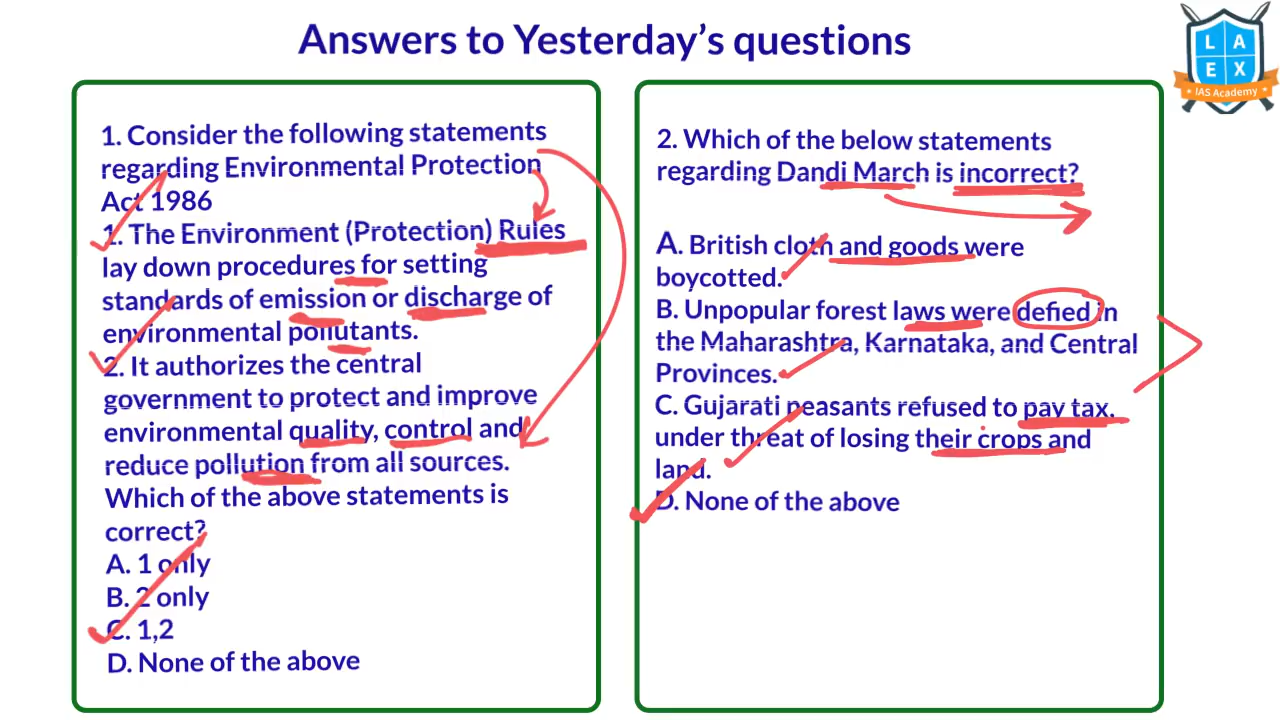 Answers to Yesterday's questions
L A
E X
IAS Academy
1. Consider the following statements
regarding Environmental Protection
Act 1986
1. The Environment (Protection) Rules
lay down procedures for setting
standards of emission or discharge of
environmental pollutants.
2. It authorizes the central
government to protect and improve
environmental quality, control and
reduce pollution from all sources.
Which of the above statements is
correct?
A. 1 only
B. 2 only
C. 1,2
D. None of the above
2. Which of the below statements
regarding Dandi March is incorrect?
A. British cloth and goods were
boycotted.
B. Unpopular forest laws were defied in
the Maharashtra, Karnataka, and Central
Provinces.
C. Gujarati peasants refused to pay tax,
under threat of losing their crops and
land.
D. None of the above